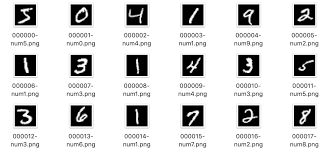 5 0 4 1 9 2
000000- 000001- 000002- 000003- 000004- 000005-
num5.png num0.png num4.png num1.png num9.png num2.png
1 3 1 4 3 5
000006- 000007- 000008- 000009- 000010- 000011-
num1.png num3.png num1.png num4.png num3.png num5.png
3 6 1 7 2 8
000012- 000013- 000014- 000015- 000016- 000017-
num3.png num6.png num1.png num7.png num2.png num8.png